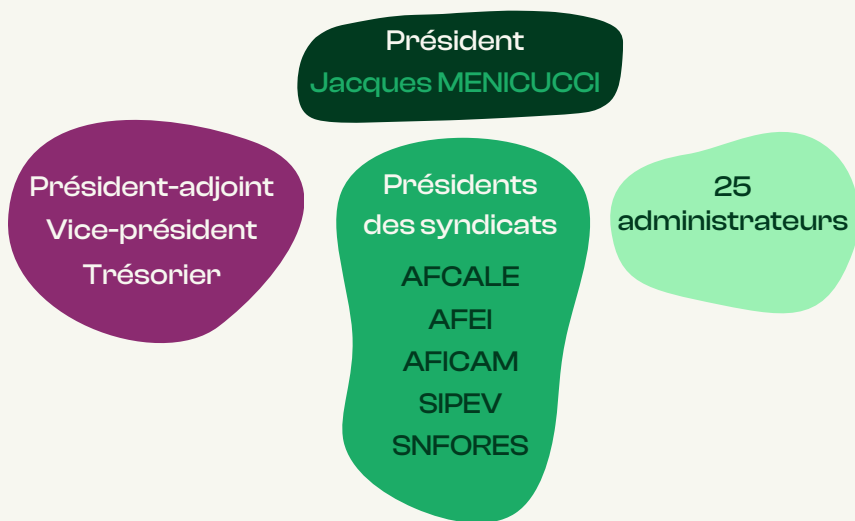 Président
Jacques MENICUCCI
Président-adjoint
Vice-président
Trésorier
Présidents
des syndicats
AFCALE
AFEI
AFICAM
SIPEV
SNFORES
25
administrateurs